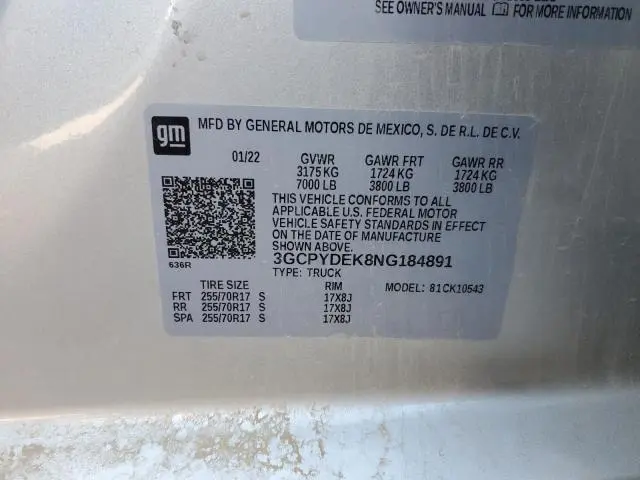 SEE OWNER'S MANUAL FOR MORE INFORMATION
gm
MFD BY GENERAL MOTORS DE MEXICO, S. DE R.L. DE C.V.
01/22 GVWR GAWR FRT GAWR RR
3175 KG 1724 KG 1724 KG
7000 LB 3800 LB 3800 LB
THIS VEHICLE CONFORMS TO ALL
APPLICABLE U.S. FEDERAL MOTOR
VEHICLE SAFETY STANDARDS IN EFFECT
ON THE DATE OF MANUFACTURE
SHOWN ABOVE.
636R
3GCPYDEK8NG184891
TYPE: TRUCK
TIRE SIZE RIM MODEL: 81CK10543
FRT 255/70R17 S 17X8J
RR 255/70R17 S 17X8J
SPA 255/70R17 S 17X8J